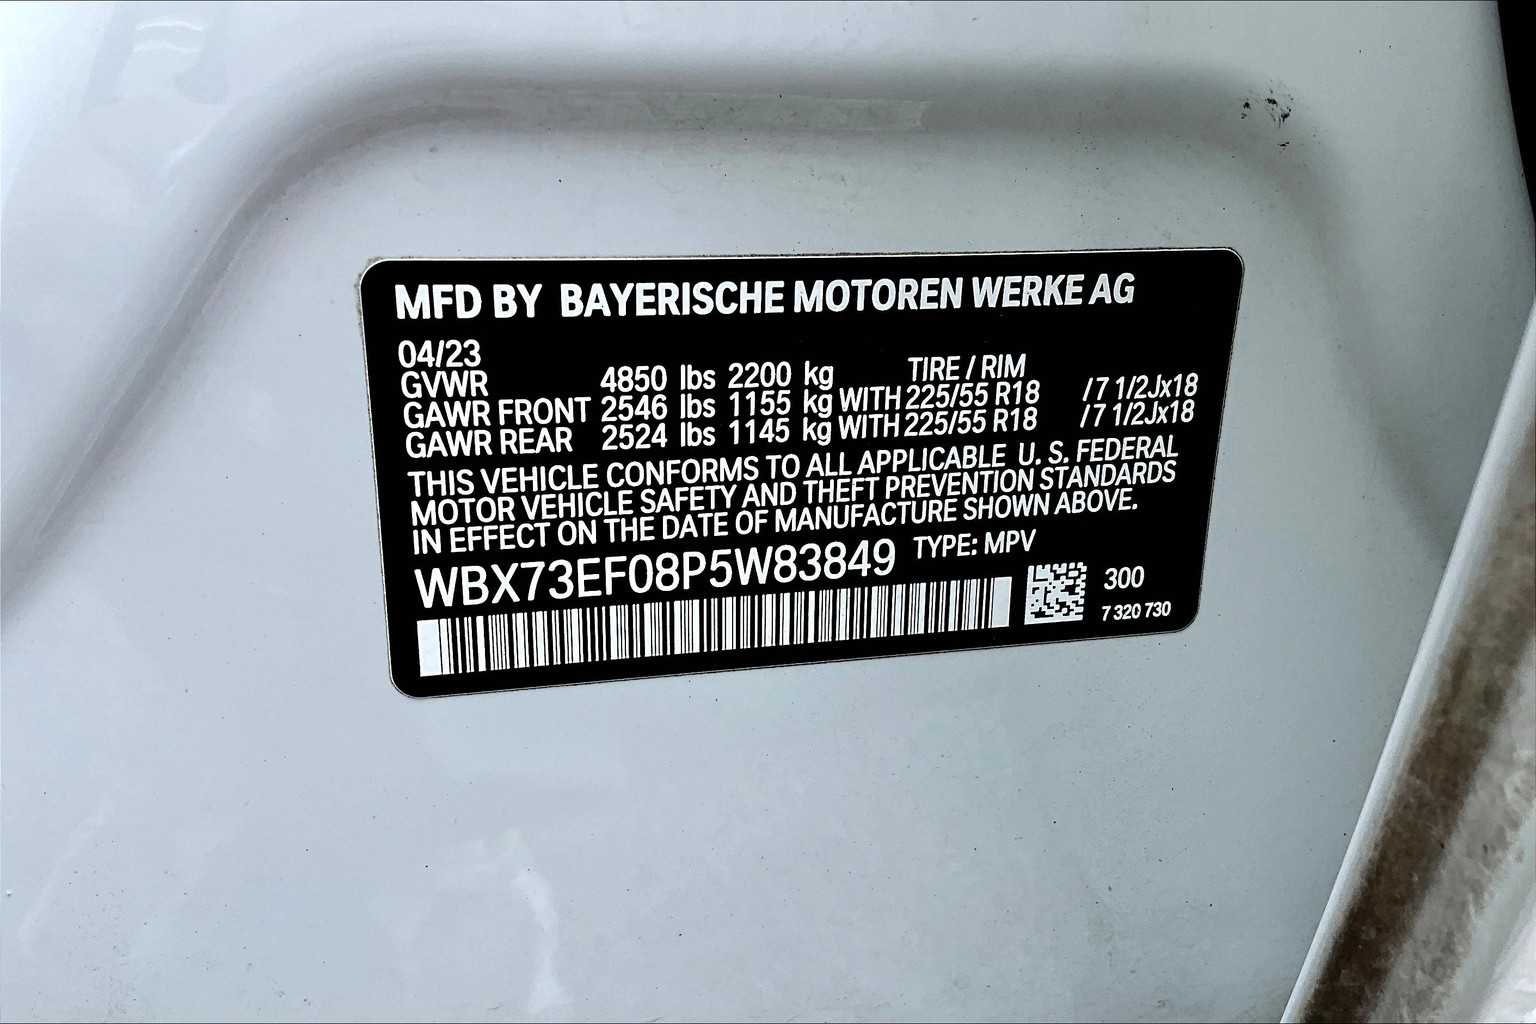 MFD BY BAYERISCHE MOTOREN WERKE AG
04/23
TIRE / RIM
GVWR 4850 lbs 2200 kg
GAWR FRONT 2546 lbs 1155 kg WITH 225/55 R18 /7 1/2Jx18
GAWR REAR 2524 lbs 1145 kg WITH 225/55 R18 /7 1/2Jx18
THIS VEHICLE CONFORMS TO ALL APPLICABLE U. S. FEDERAL
MOTOR VEHICLE SAFETY AND THEFT PREVENTION STANDARDS
IN EFFECT ON THE DATE OF MANUFACTURE SHOWN ABOVE.
WBX73EF08P5W83849 TYPE: MPV
300
7 320 730